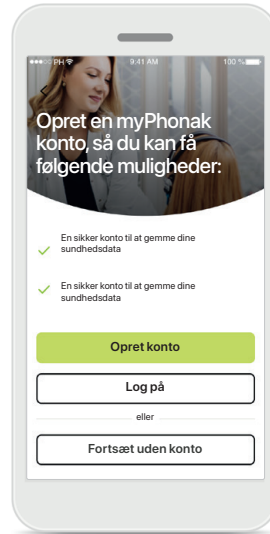 PH 9:41 AM 100 %
Opret en myPhonak
konto, så du kan få
følgende muligheder:
En sikker konto til at gemme dine
sundhedsdata
En sikker konto til at gemme dine
sundhedsdata
Opret konto
Log på
eller
Fortsæt uden konto